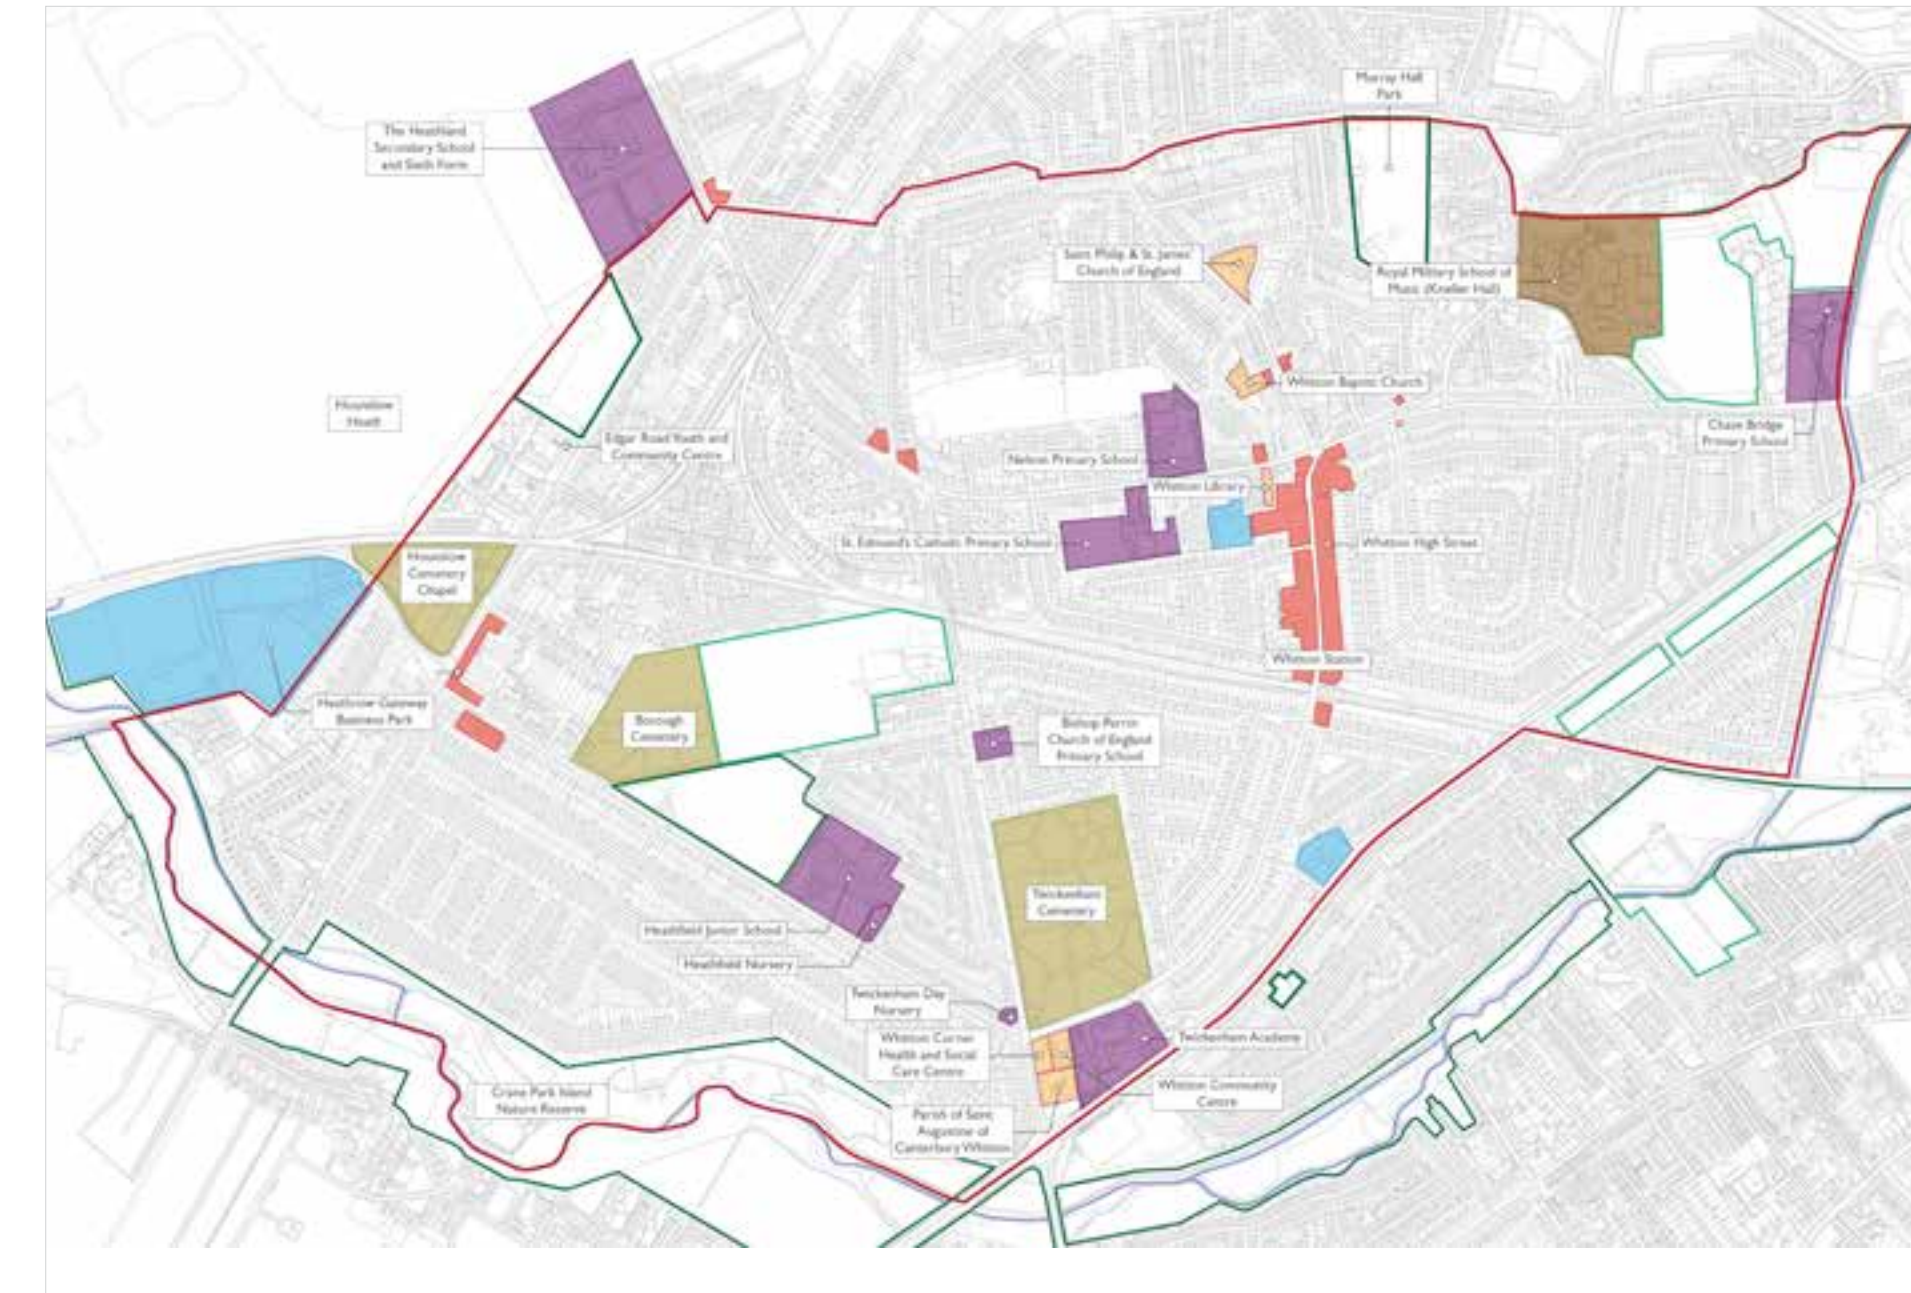 Murray Hall
Park
The Heathland
Secondary School
and Sixth Form
Saint Philip & St. James'
Church of England
Royal Military School of
Music (Kneller Hall)
Whitton Baptist Church
Hounslow
Heath
Edgar Road Youth and
Community Centre
Chase Bridge
Primary School
Nelson Primary School
Whitton Library
St. Edmund's Catholic Primary School
Whitton High Street
Hounslow
Cemetery
Chapel
Whitton Station
Heathrow Gateway
Business Park
Borough
Cemetery
Bishop Perrin
Church of England
Primary School
Twickenham
Cemetery
Heathfield Junior School
Heathfield Nursery
Twickenham Day
Nursery
Whitton Corner
Health and Social
Care Centre
Twickenham Academy
Crane Park Island
Nature Reserve
Whitton Community
Centre
Parish of Saint
Augustine of
Canterbury Whitton